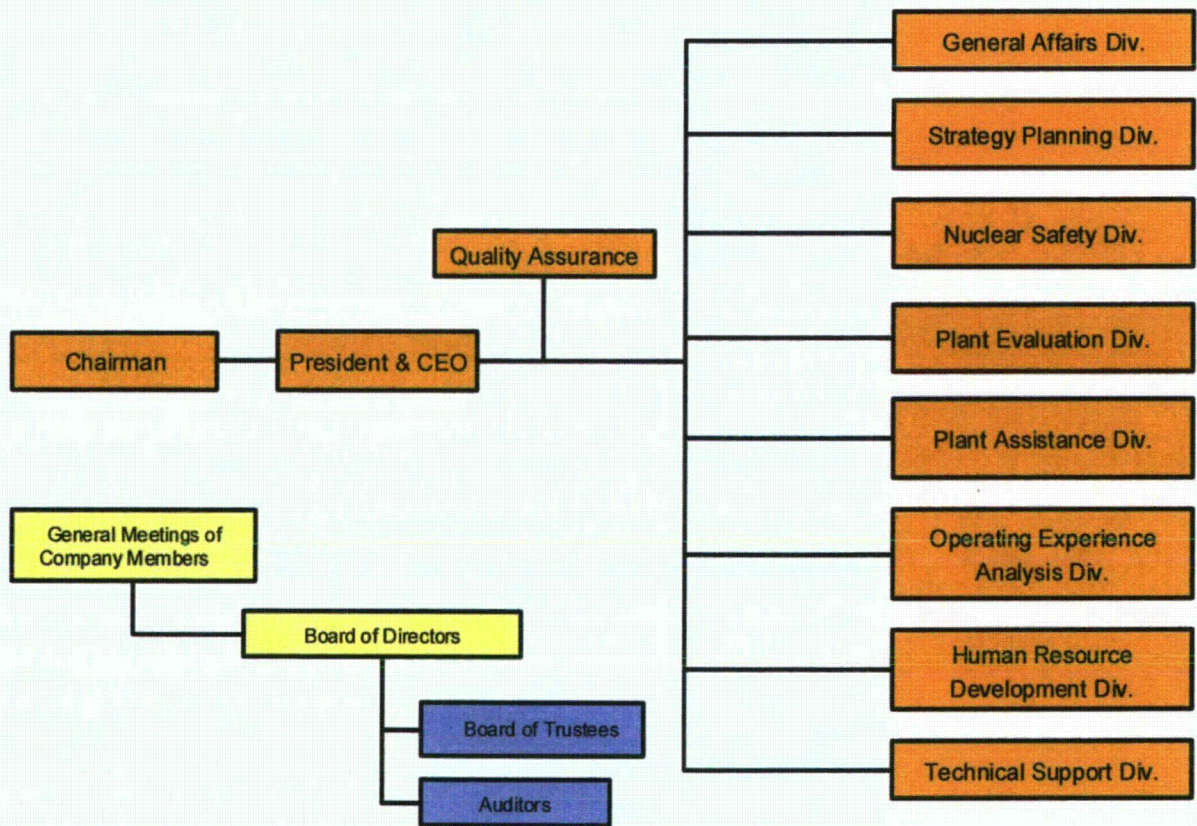 General Affairs Div.
Strategy Planning Div.
Nuclear Safety Div.
Quality Assurance
Chairman
President & CEO
Plant Evaluation Div.
Plant Assistance Div.
General Meetings of
Company Members
Board of Directors
Board of Trustees
Auditors
Operating Experience
Analysis Div.
Human Resource
Development Div.
Technical Support Div.